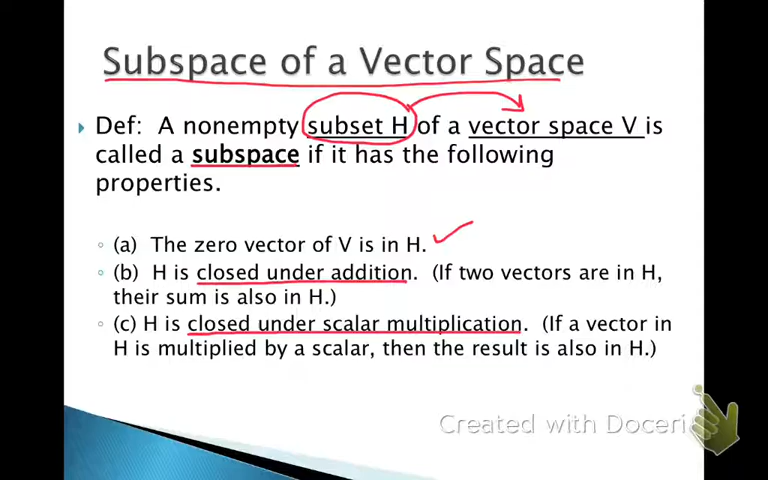 Subspace of a Vector Space
Def: A nonempty subset H of a vector space V is
called a subspace if it has the following
properties.
(a) The zero vector of V is in H.
(b) H is closed under addition. (If two vectors are in H,
their sum is also in H.)
(c) H is closed under scalar multiplication. (If a vector in
H is multiplied by a scalar, then the result is also in H.)
Created with Doceri